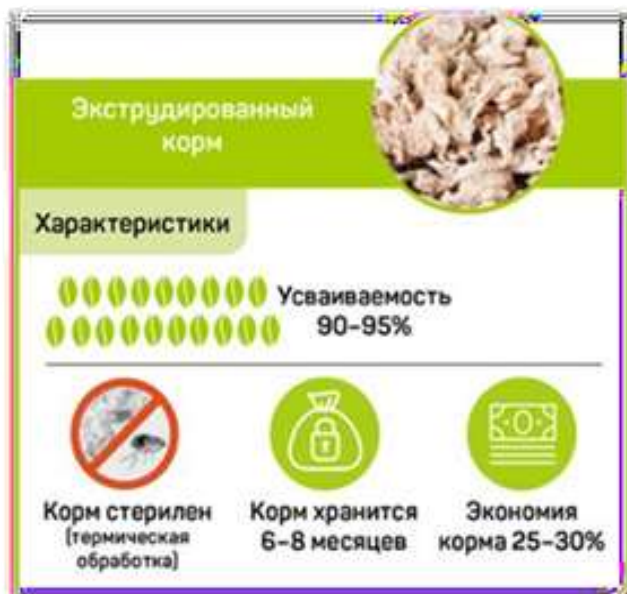 Экструдированный
корм
Характеристики
Усваиваемость
90-95%
Корм стерилен
(термическая
обработка)
Корм хранится
6-8 месяцев
Экономия
корма 25-30%